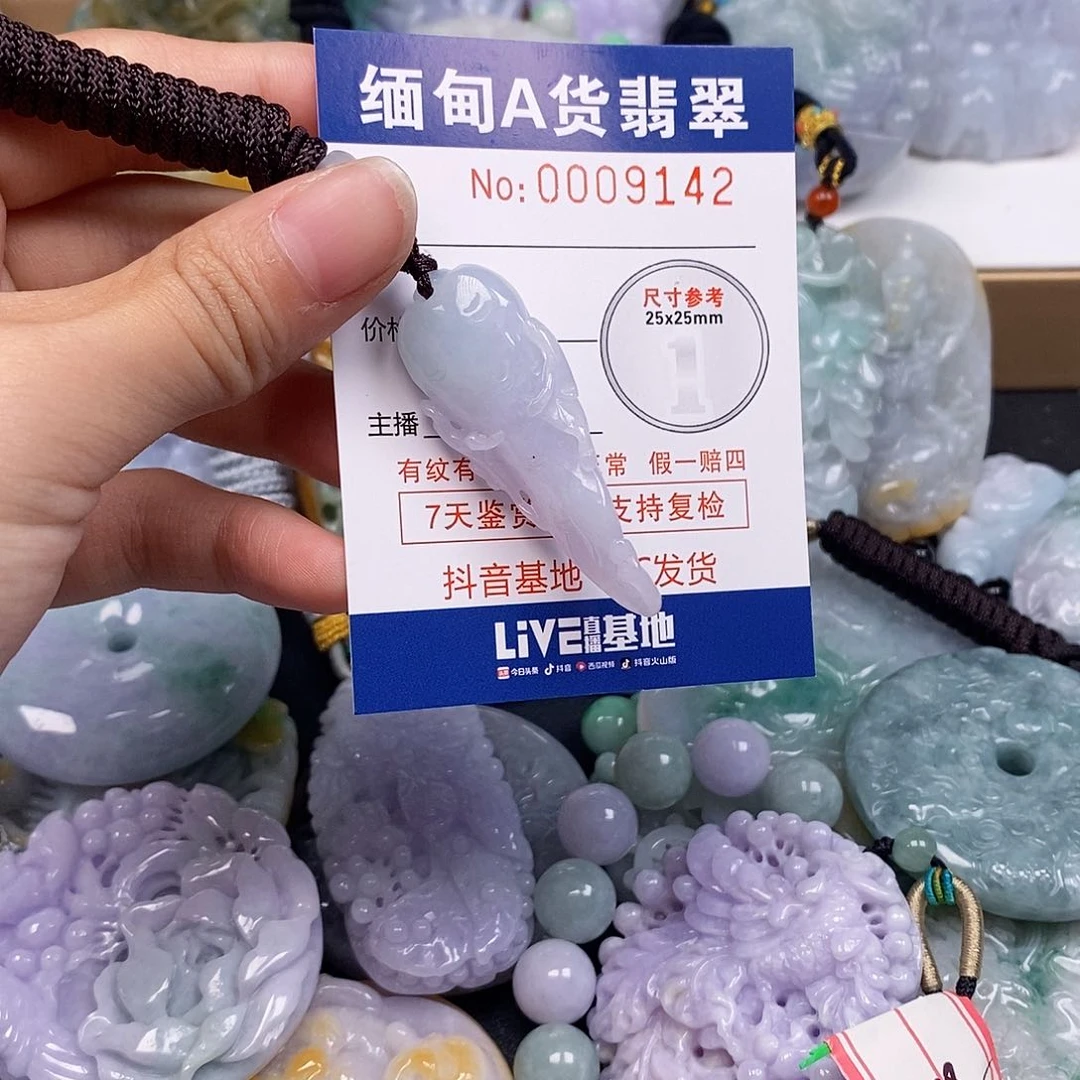 缅甸A货翡翠
No:0009142
尺寸参考
25x25mm
1
价格
主播
有纹有 常 假一赔四
7天鉴赏 支持复检
抖音基地 C发货
LiVE直播基地
今日头条 抖音 西瓜视频 抖音火山版